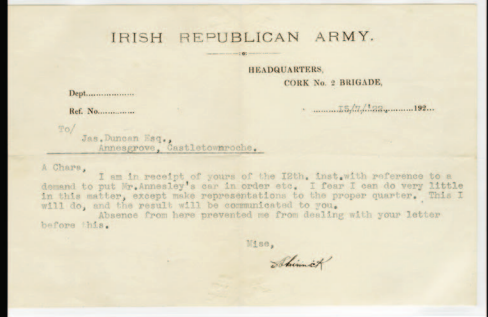 IRISH REPUBLICAN ARMY.
HEADQUARTERS,
CORK No. 2 BRIGADE,
Dept...................
Ref. No.............
192...
To/
Jas.Duncan Esq.,
Annesgrove, Castletownroche.
A Chara,
I am in receipt of yours of the 12th. inst.with reference to a
demand to put Mr.Annesley's car in order etc. I fear I can do very little
in this matter, except make representations to the proper quarter. This I
will do, and the result will be communicated to you.
Absence from here prevented me from dealing with your letter
before this.
Mise,